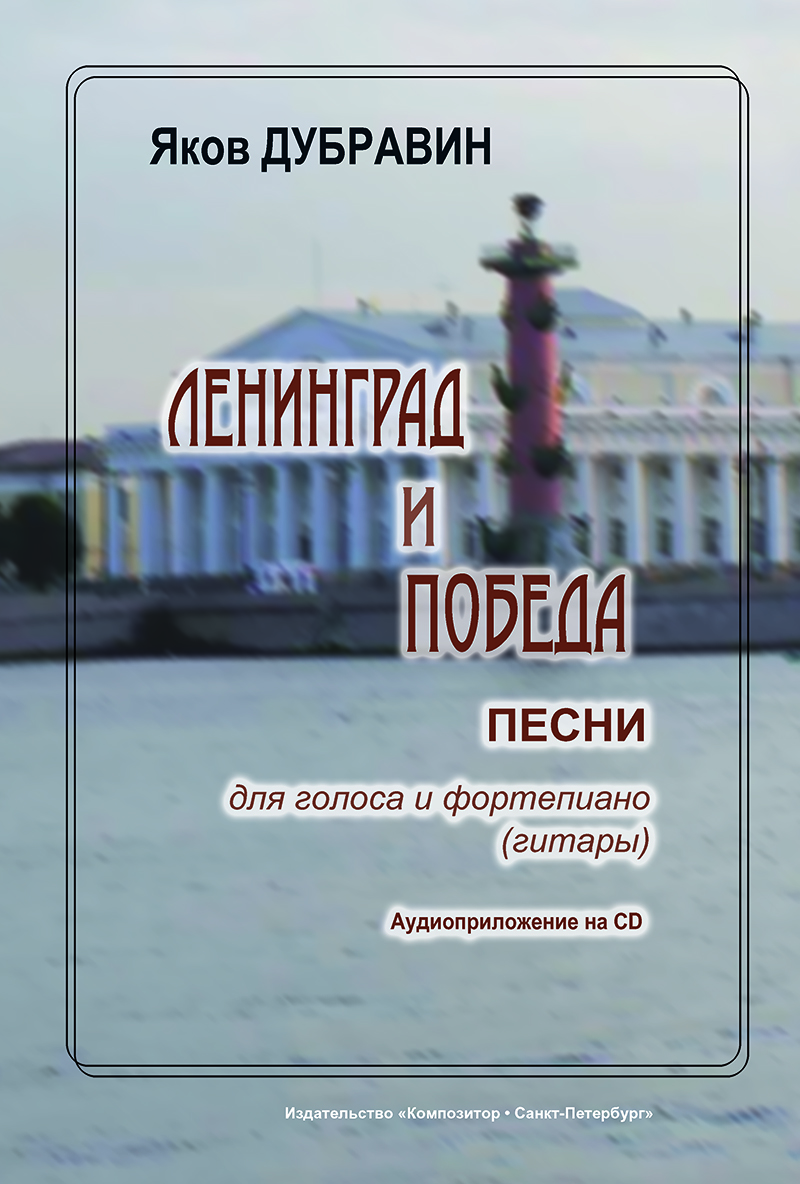 Яков ДУБРАВИН
ЛЕНИНГРАД
И
ПОБЕДА
ПЕСНИ
для голоса и фортепиано
(гитары)
Аудиоприложение на CD
Издательство «Композитор • Санкт-Петербург»